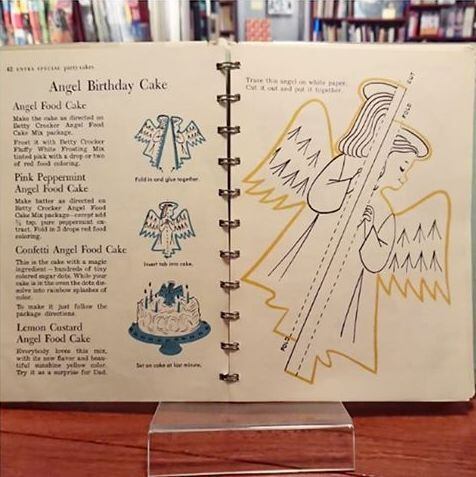 42 EXTRA SPECIAL party cakes
Angel Birthday Cake
Angel Food Cake
Make the cake as directed on
Betty Crocker Angel Food
Cake Mix package.
Frost it with Betty Crocker
Fluffy White Frosting Mix
tinted pink with a drop or two
of red food coloring.
Pink Peppermint
Angel Food Cake
Make batter as directed on
Betty Crocker Angel Food
Cake Mix package—except add
tsp. pure peppermint ex-
tract. Fold in 3 drops red food
coloring.
Confetti Angel Food Cake
This is the cake with a magic
ingredient—hundreds of tiny
colored sugar dots. While your
cake is in the oven the dots dis-
solve into rainbow splashes of
color.
To make it just follow the
package directions.
Lemon Custard
Angel Food Cake
Everybody loves this mix,
with its new flavor and beau-
tiful sunshine yellow color.
Try it as a surprise for Dad.
Fold in and glue together.
Insert tab into cake.
Set on cake at last minute.
Trace this angel on white paper.
Cut it out and put it together.
CUT
FOLD
FOLD